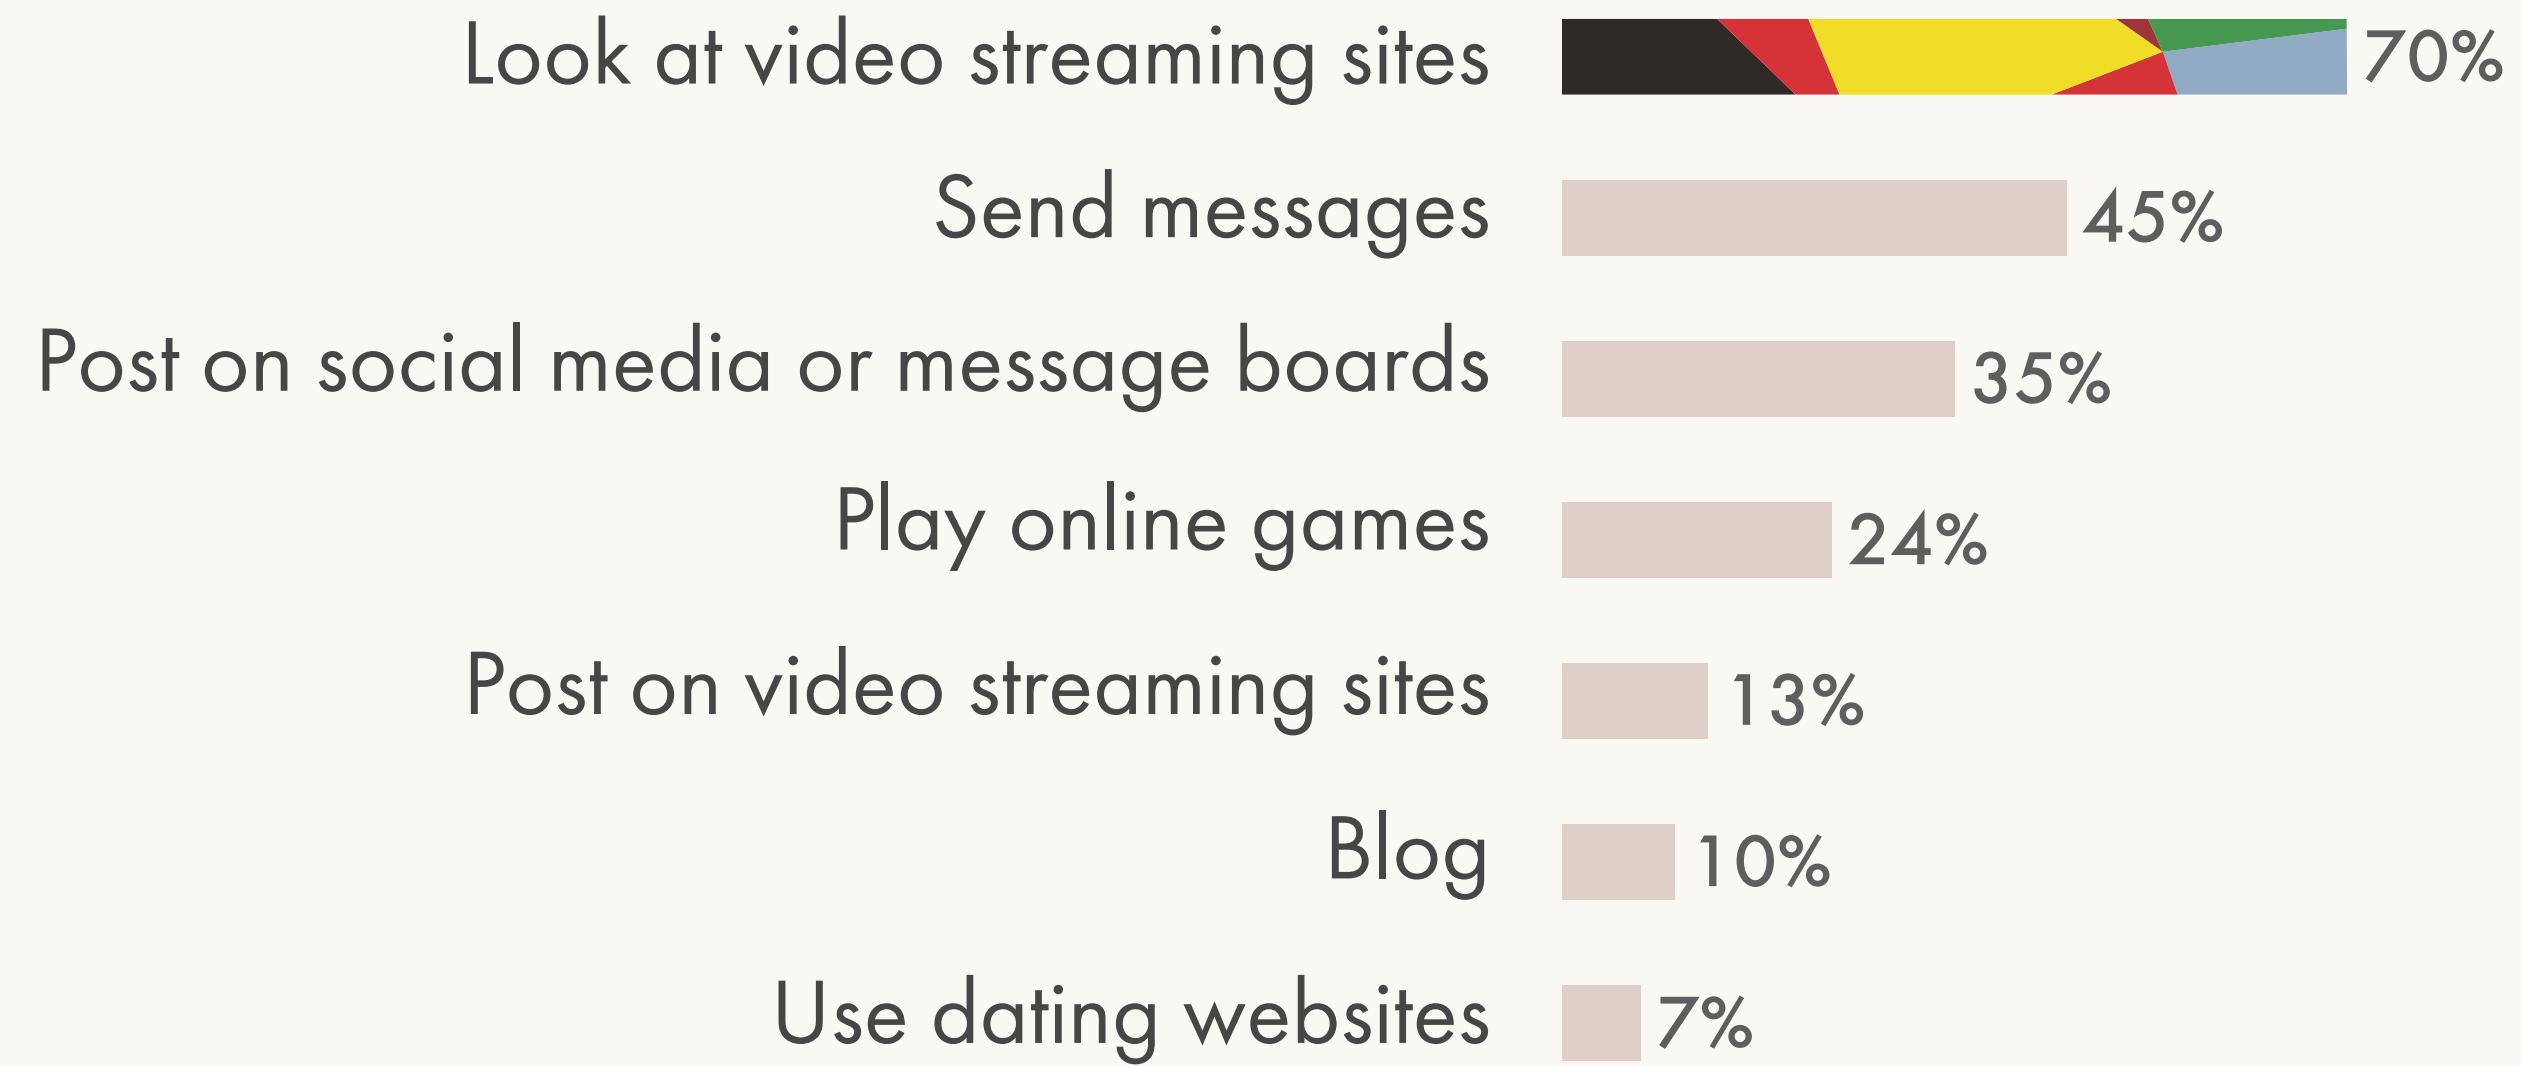 Look at video streaming sites 70%
Send messages 45%
Post on social media or message boards 35%
Play online games 24%
Post on video streaming sites 13%
Blog 10%
Use dating websites 7%